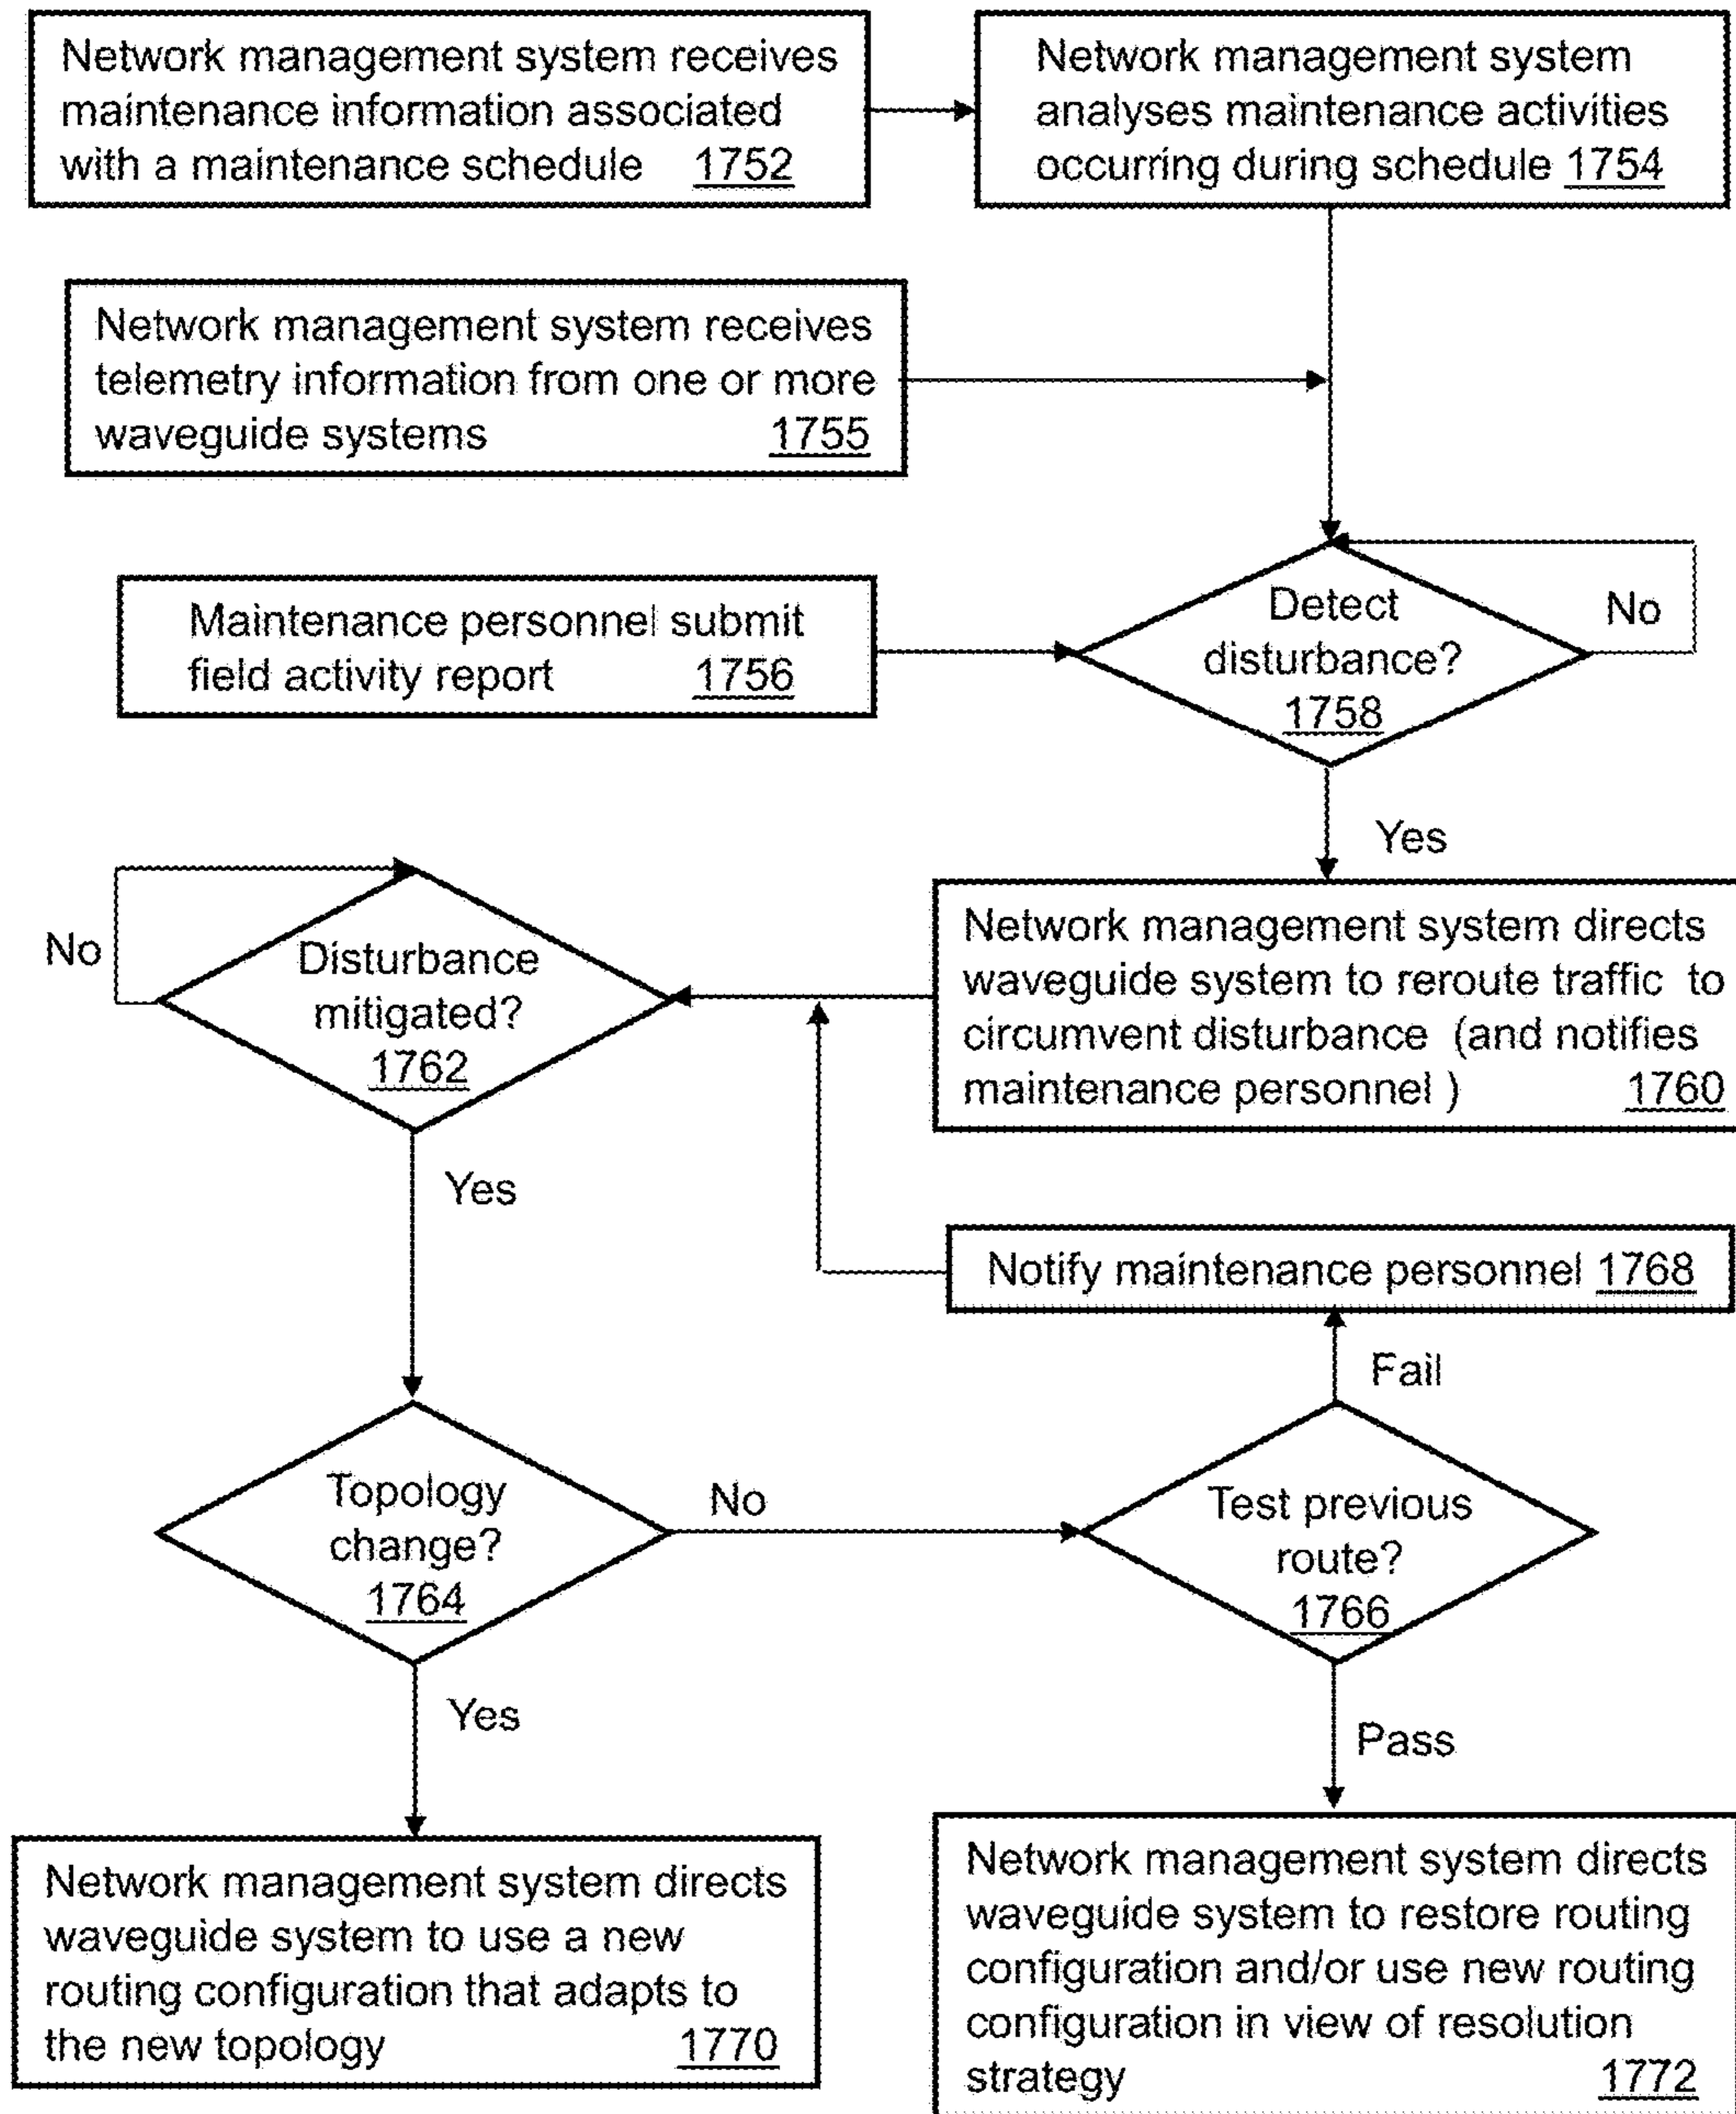 Network management system receives
maintenance information associated
with a maintenance schedule 1752
Network management system
analyses maintenance activities
occurring during schedule 1754
Network management system receives
telemetry information from one or more
waveguide systems 1755
Maintenance personnel submit
field activity report 1756
Detect
disturbance?
1758
No
Yes
Network management system directs
waveguide system to reroute traffic to
circumvent disturbance (and notifies
maintenance personnel ) 1760
No
Disturbance
mitigated?
1762
Yes
Notify maintenance personnel 1768
Fail
Topology
change?
1764
No
Test previous
route?
1766
Yes
Pass
Network management system directs
waveguide system to use a new
routing configuration that adapts to
the new topology 1770
Network management system directs
waveguide system to restore routing
configuration and/or use new routing
configuration in view of resolution
strategy 1772